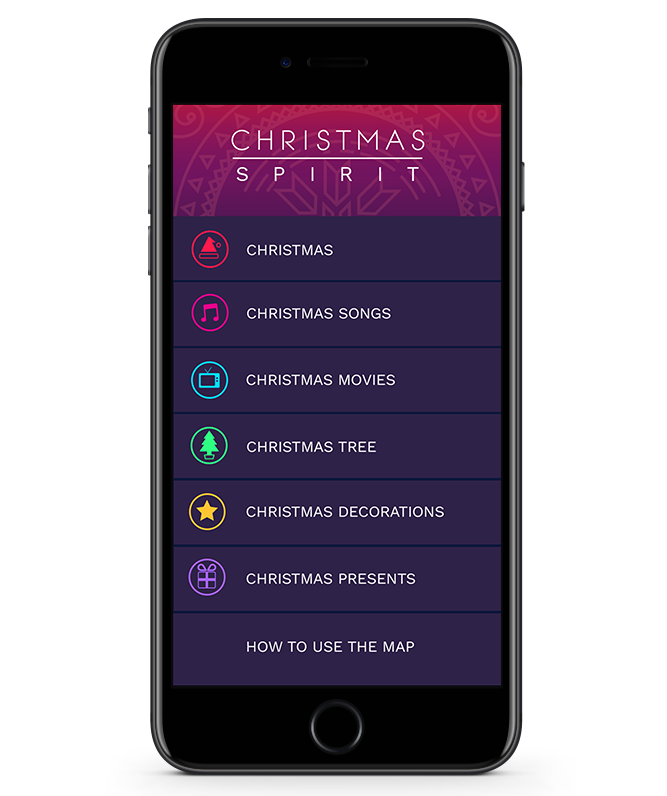 CHRISTMAS
SPIRIT
CHRISTMAS
CHRISTMAS SONGS
CHRISTMAS MOVIES
CHRISTMAS TREE
CHRISTMAS DECORATIONS
CHRISTMAS PRESENTS
HOW TO USE THE MAP